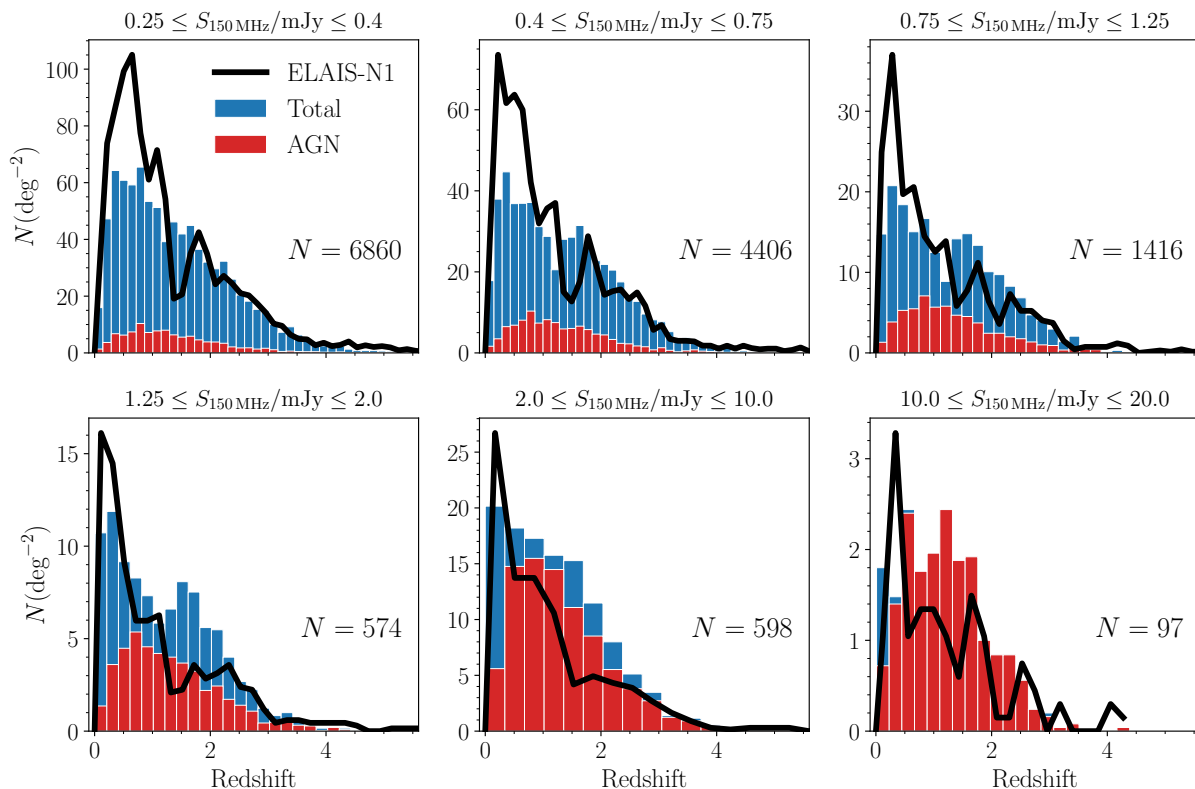 0.25 ≤ S150 MHz/mJy ≤ 0.4
0.4 ≤ S150 MHz/mJy ≤ 0.75
0.75 ≤ S150 MHz/mJy ≤ 1.25
N(deg−2)
100
80
60
40
20
0
ELAIS-N1
Total
AGN
N = 6860
60
40
20
0
N = 4406
30
20
10
0
N = 1416
1.25 ≤ S150 MHz/mJy ≤ 2.0
2.0 ≤ S150 MHz/mJy ≤ 10.0
10.0 ≤ S150 MHz/mJy ≤ 20.0
N(deg−2)
15
10
5
0
N = 574
0 2 4
Redshift
25
20
15
10
5
0
N = 598
0 2 4
Redshift
3
2
1
0
N = 97
0 2 4
Redshift